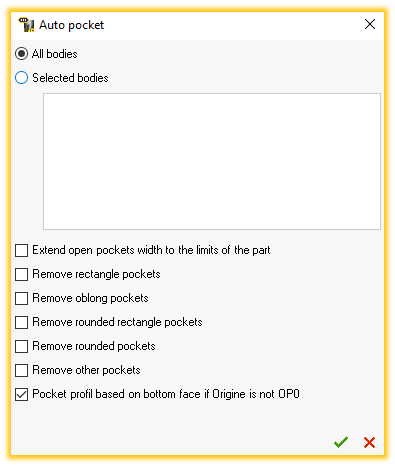 Auto pocket
All bodies
Selected bodies
Extend open pockets width to the limits of the part
Remove rectangle pockets
Remove oblong pockets
Remove rounded rectangle pockets
Remove rounded pockets
Remove other pockets
Pocket profil based on bottom face if Origine is not OP0